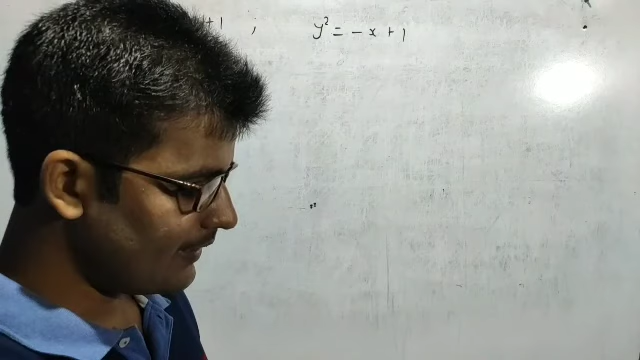 +1 , y² = -x + 1